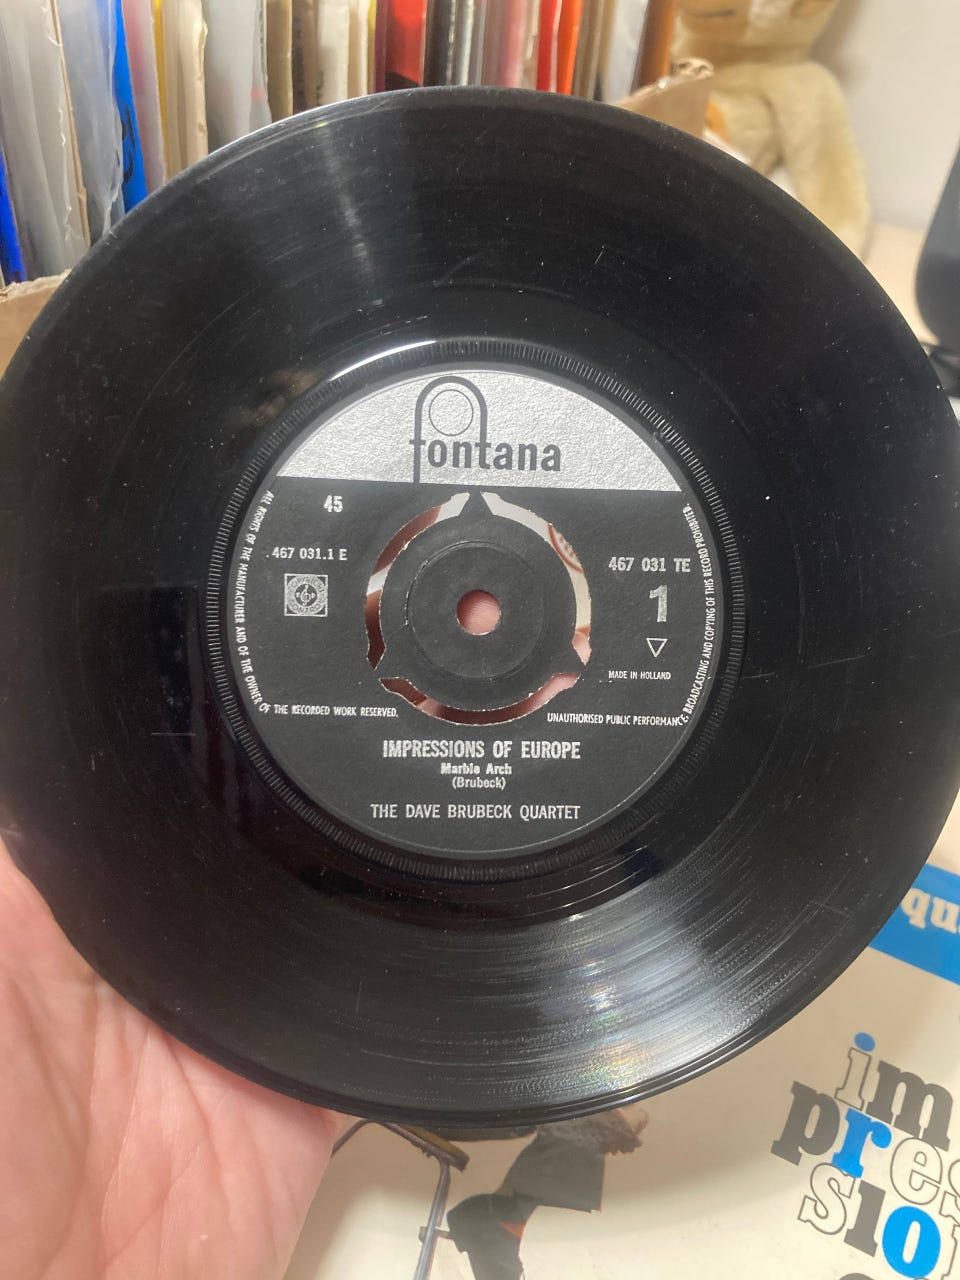 fontana
45
467 031.1 E
467 031 TE
1
MADE IN HOLLAND
ALL RIGHTS OF THE MANUFACTURER AND OF THE OWNER OF THE RECORDED WORK RESERVED.
UNAUTHORISED PUBLIC PERFORMANCE, BROADCASTING AND COPYING OF THIS RECORD PROHIBITED.
IMPRESSIONS OF EUROPE
Marble Arch
(Brubeck)
THE DAVE BRUBECK QUARTET
qu
im
pres
sio